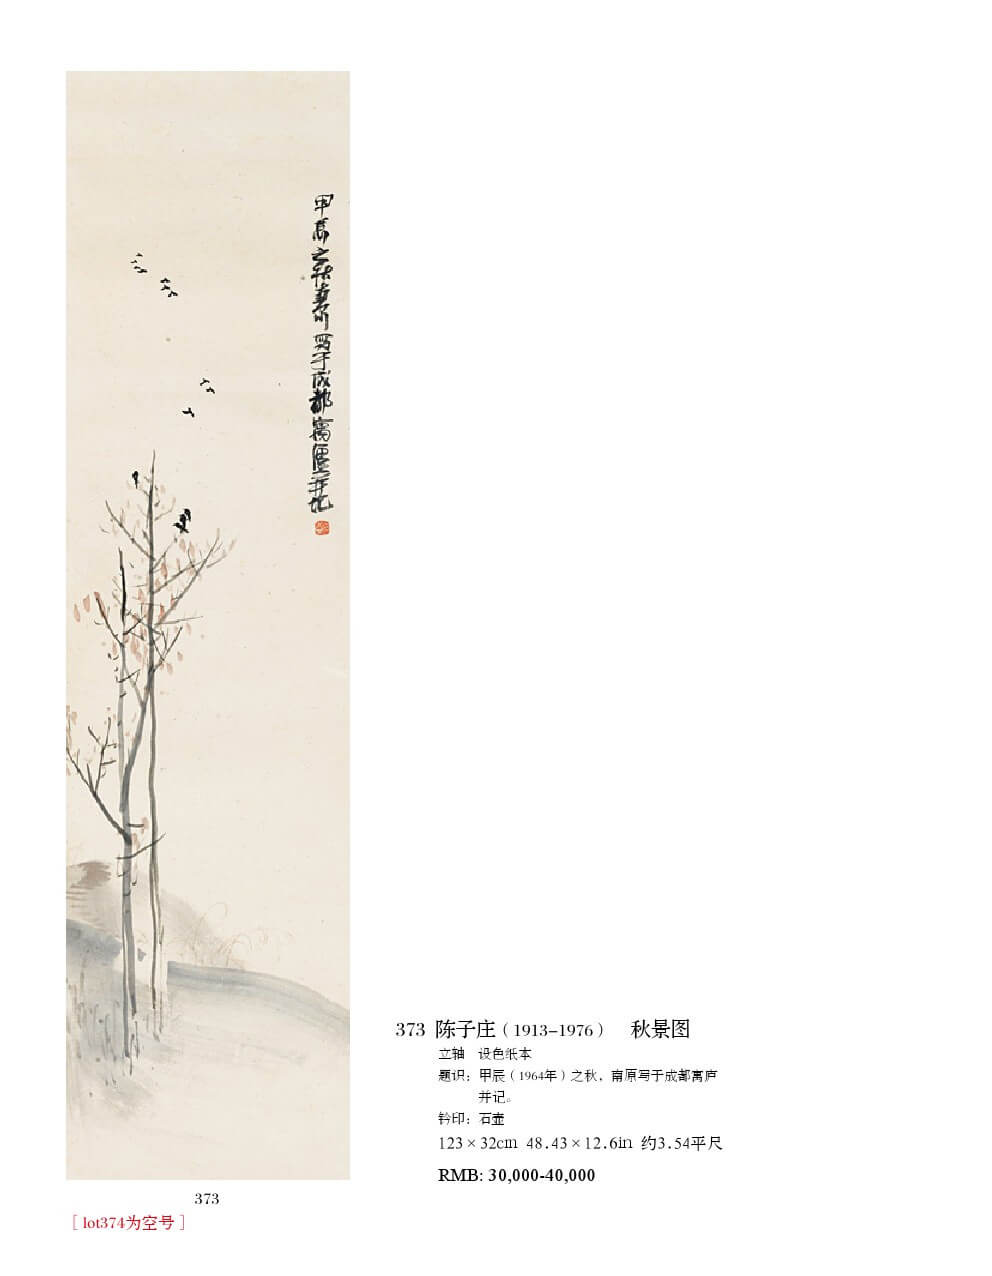 甲辰之秋南原写于成都寓庐并记
373 陈子庄（1913–1976） 秋景图
立轴 设色纸本
题识：甲辰（1964年）之秋，南原写于成都寓庐
并记。
钤印：石壶
123×32cm 48.43×12.6in 约3.54平尺
RMB: 30,000-40,000
373
［ lot374为空号 ］